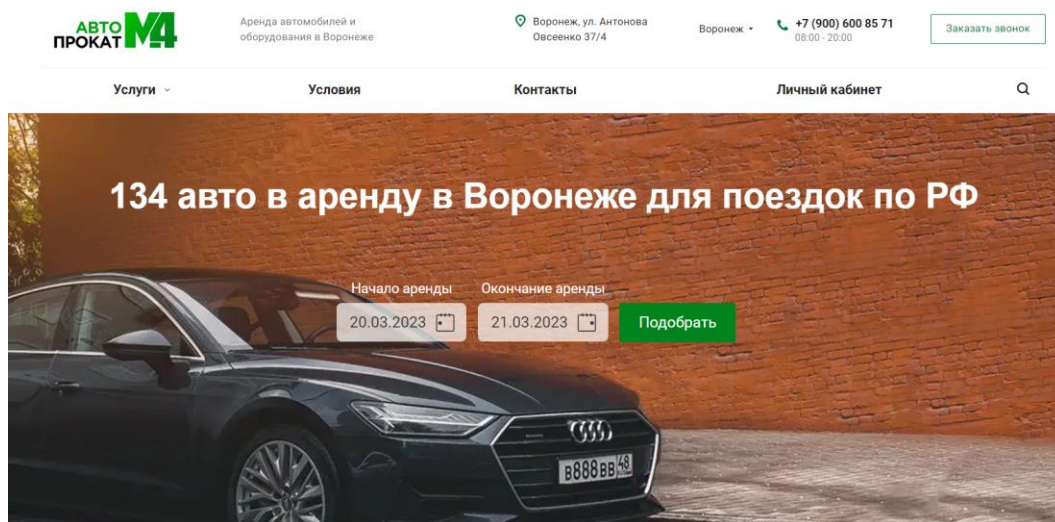 АВТО
ПРОКАТ М4
Аренда автомобилей и
оборудования в Воронеже
Воронеж, ул. Антонова
Овсеенко 37/4
Воронеж
+7 (900) 600 85 71
08:00 - 20:00
Заказать звонок
Услуги
Условия
Контакты
Личный кабинет
134 авто в аренду в Воронеже для поездок по РФ
Начало аренды
Окончание аренды
20.03.2023
21.03.2023
Подобрать
В888ВВ 48